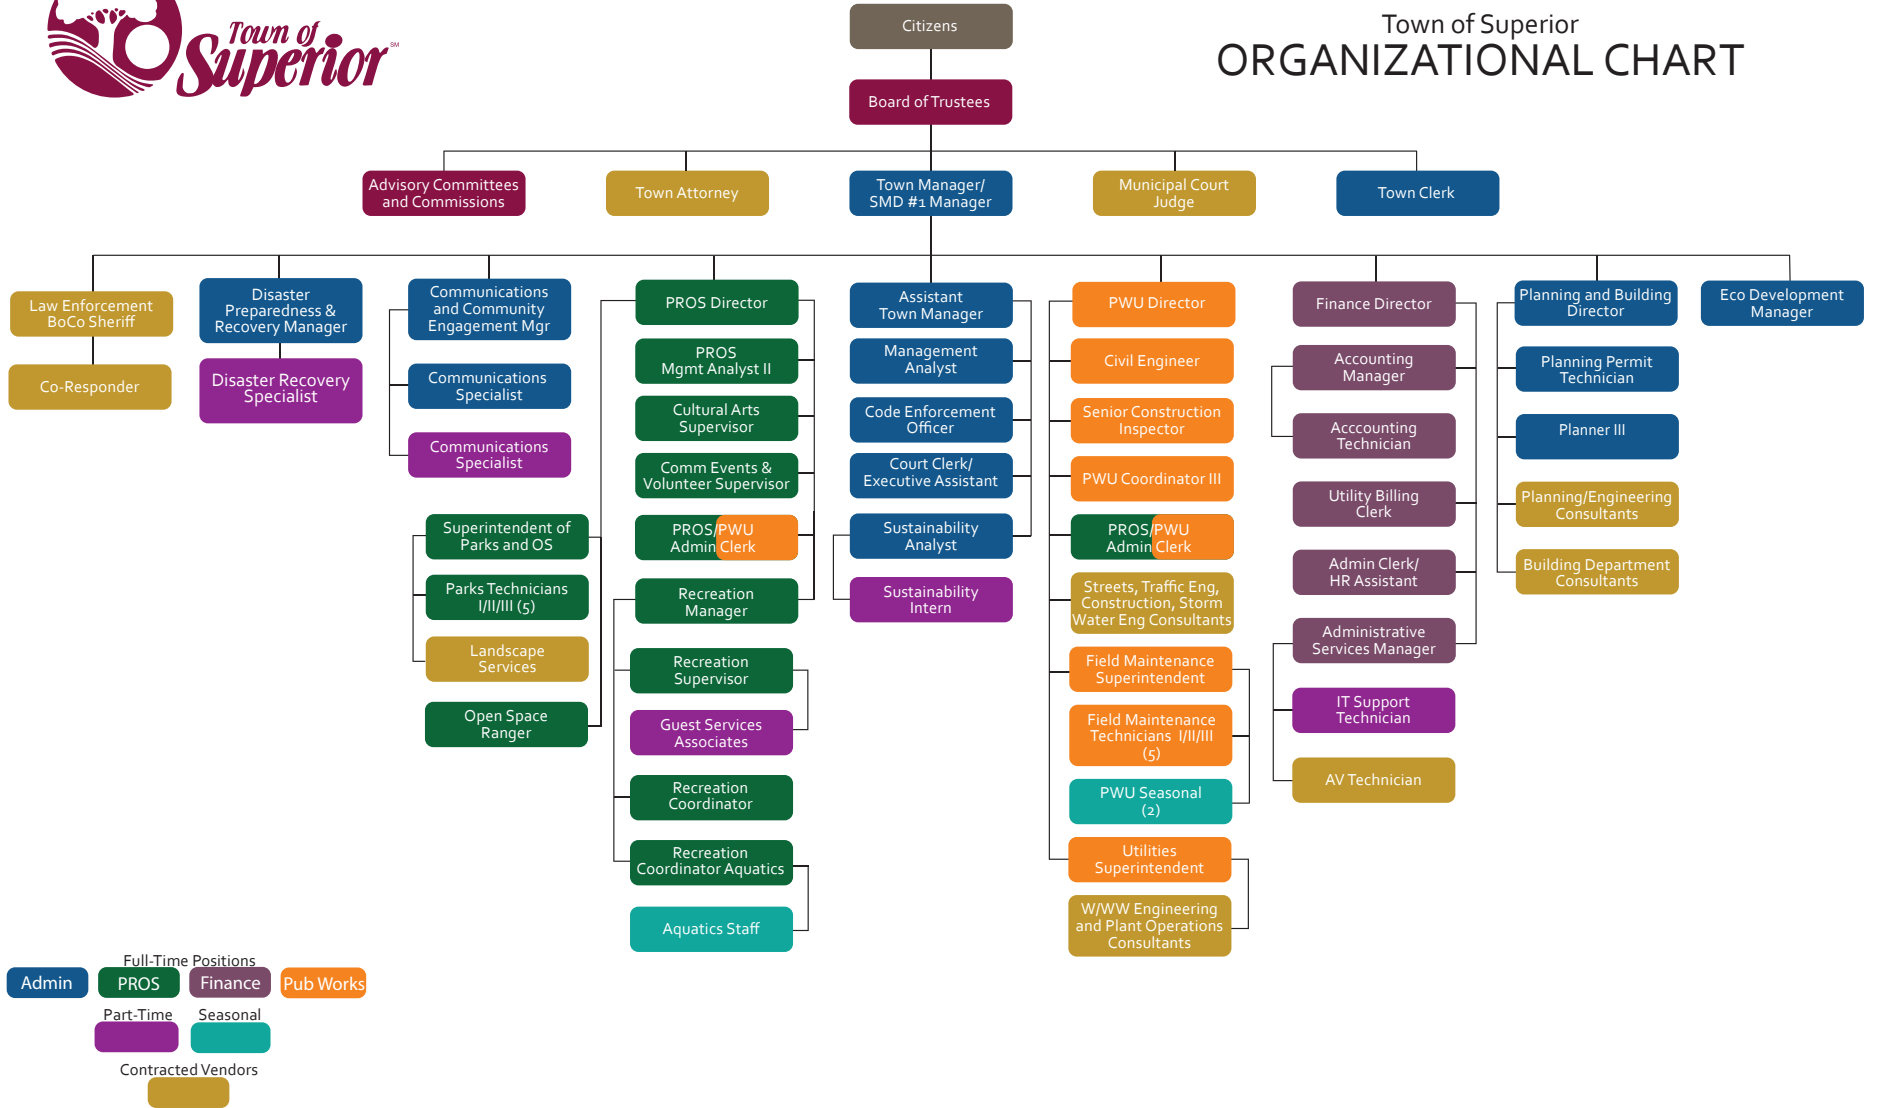 Town of
Superior
SM
Town of Superior
ORGANIZATIONAL CHART
Citizens
Board of Trustees
Advisory Committees
and Commissions
Town Attorney
Town Manager/
SMD #1 Manager
Municipal Court
Judge
Town Clerk
Law Enforcement
BoCo Sheriff
Co-Responder
Disaster
Preparedness &
Recovery Manager
Disaster Recovery
Specialist
Communications
and Community
Engagement Mgr
Communications
Specialist
Communications
Specialist
PROS Director
PROS
Mgmt Analyst II
Cultural Arts
Supervisor
Comm Events &
Volunteer Supervisor
PROS/PWU
Admin Clerk
Recreation
Manager
Superintendent of
Parks and OS
Parks Technicians
I/II/III (5)
Landscape
Services
Open Space
Ranger
Recreation
Supervisor
Guest Services
Associates
Recreation
Coordinator
Recreation
Coordinator Aquatics
Aquatics Staff
Assistant
Town Manager
Management
Analyst
Code Enforcement
Officer
Court Clerk/
Executive Assistant
Sustainability
Analyst
Sustainability
Intern
PWU Director
Civil Engineer
Senior Construction
Inspector
PWU Coordinator III
PROS/PWU
Admin Clerk
Streets, Traffic Eng,
Construction, Storm
Water Eng Consultants
Field Maintenance
Superintendent
Field Maintenance
Technicians I/II/III
(5)
PWU Seasonal
(2)
Utilities
Superintendent
W/WW Engineering
and Plant Operations
Consultants
Finance Director
Accounting
Manager
Acccounting
Technician
Utility Billing
Clerk
Admin Clerk/
HR Assistant
Administrative
Services Manager
IT Support
Technician
AV Technician
Planning and Building
Director
Planning Permit
Technician
Planner III
Planning/Engineering
Consultants
Building Department
Consultants
Eco Development
Manager
Full-Time Positions
Admin
PROS
Finance
Pub Works
Part-Time
Seasonal
Contracted Vendors